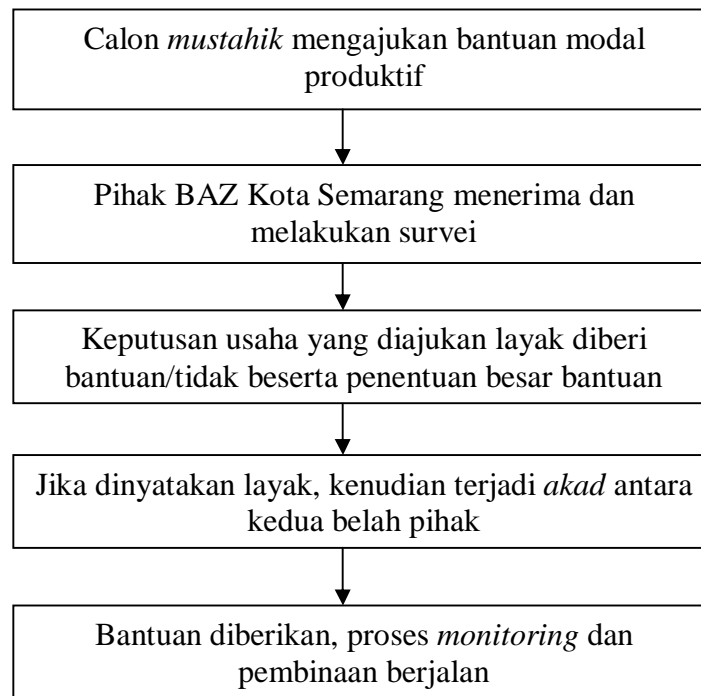 Calon mustahik mengajukan bantuan modal
produktif
Pihak BAZ Kota Semarang menerima dan
melakukan survei
Keputusan usaha yang diajukan layak diberi
bantuan/tidak beserta penentuan besar bantuan
Jika dinyatakan layak, kenudian terjadi akad antara
kedua belah pihak
Bantuan diberikan, proses monitoring dan
pembinaan berjalan